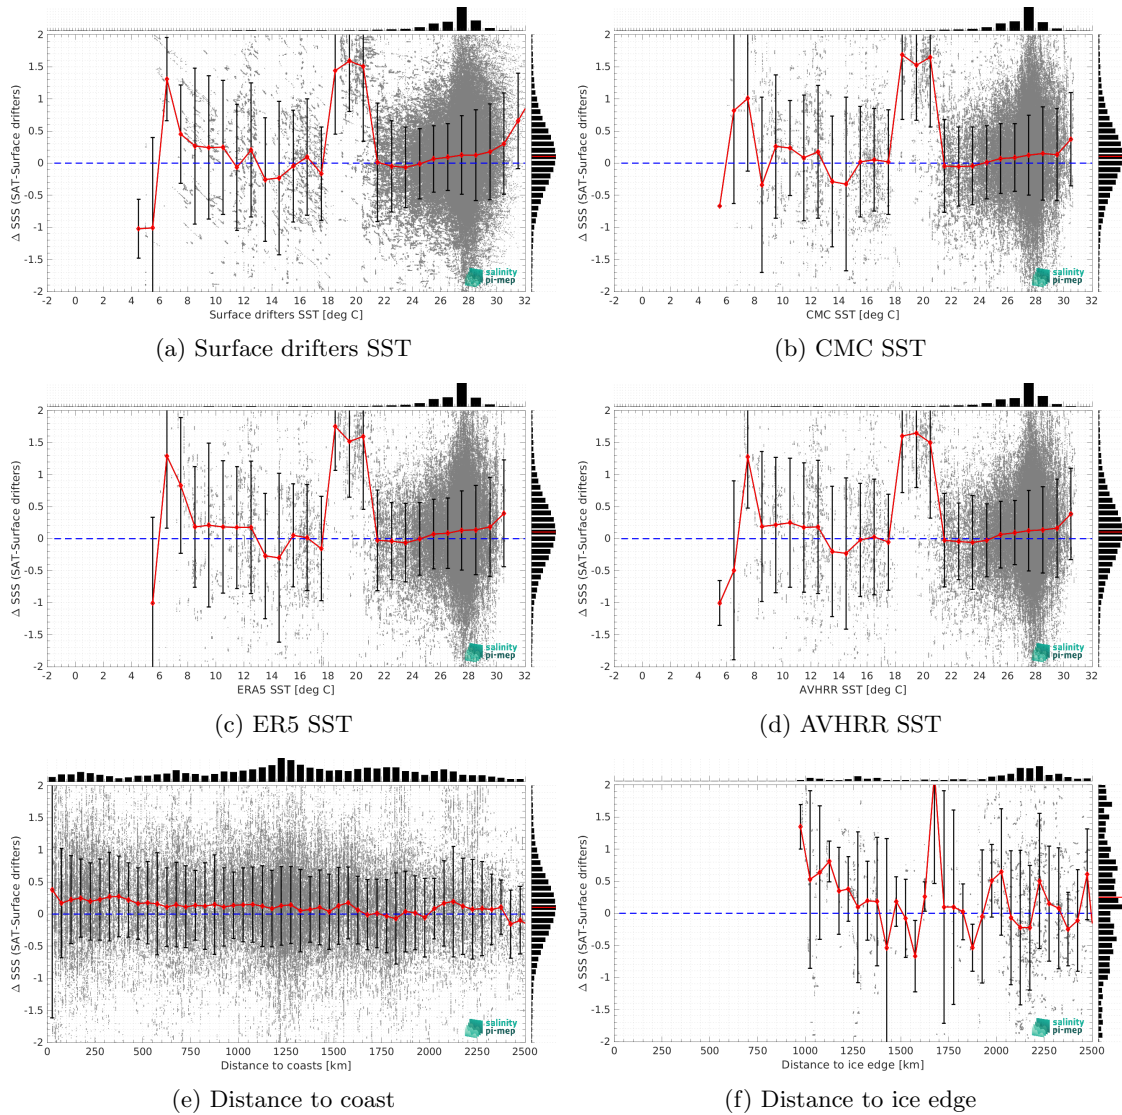 2
1.5
1
0.5
0
-0.5
-1
-1.5
-2
Δ SSS (SAT-Surface drifters)
salinity
pi-mep
-2 0 2 4 6 8 10 12 14 16 18 20 22 24 26 28 30 32
Surface drifters SST [deg C]
(a) Surface drifters SST
2
1.5
1
0.5
0
-0.5
-1
-1.5
-2
Δ SSS (SAT-Surface drifters)
salinity
pi-mep
-2 0 2 4 6 8 10 12 14 16 18 20 22 24 26 28 30 32
CMC SST [deg C]
(b) CMC SST
2
1.5
1
0.5
0
-0.5
-1
-1.5
-2
Δ SSS (SAT-Surface drifters)
salinity
pi-mep
-2 0 2 4 6 8 10 12 14 16 18 20 22 24 26 28 30 32
ERA5 SST [deg C]
(c) ER5 SST
2
1.5
1
0.5
0
-0.5
-1
-1.5
-2
Δ SSS (SAT-Surface drifters)
salinity
pi-mep
-2 0 2 4 6 8 10 12 14 16 18 20 22 24 26 28 30 32
AVHRR SST [deg C]
(d) AVHRR SST
2
1.5
1
0.5
0
-0.5
-1
-1.5
-2
Δ SSS (SAT-Surface drifters)
salinity
pi-mep
0 250 500 750 1000 1250 1500 1750 2000 2250 2500
Distance to coasts [km]
(e) Distance to coast
2
1.5
1
0.5
0
-0.5
-1
-1.5
-2
Δ SSS (SAT-Surface drifters)
salinity
pi-mep
0 250 500 750 1000 1250 1500 1750 2000 2250 2500
Distance to ice edge [km]
(f) Distance to ice edge